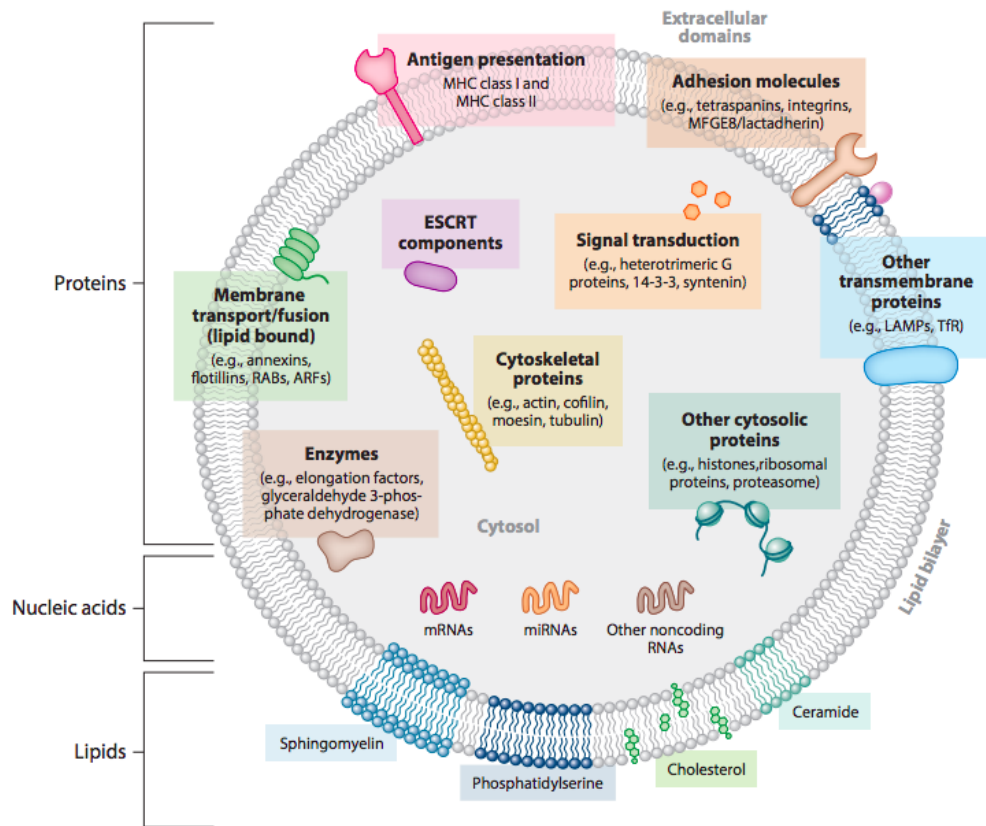 Extracellular
domains
Antigen presentation
MHC class I and
MHC class II
Adhesion molecules
(e.g., tetraspanins, integrins,
MFGE8/lactadherin)
ESCRT
components
Signal transduction
(e.g., heterotrimeric G
proteins, 14-3-3, syntenin)
Other
transmembrane
proteins
(e.g., LAMPs, TfR)
Proteins
Membrane
transport/fusion
(lipid bound)
(e.g., annexins,
flotillins, RABs, ARFs)
Cytoskeletal
proteins
(e.g., actin, cofilin,
moesin, tubulin)
Other cytosolic
proteins
(e.g., histones,ribosomal
proteins, proteasome)
Enzymes
(e.g., elongation factors,
glyceraldehyde 3-phos-
phate dehydrogenase)
Cytosol
Lipid bilayer
Nucleic acids
mRNAs
miRNAs
Other noncoding
RNAs
Lipids
Sphingomyelin
Phosphatidylserine
Cholesterol
Ceramide